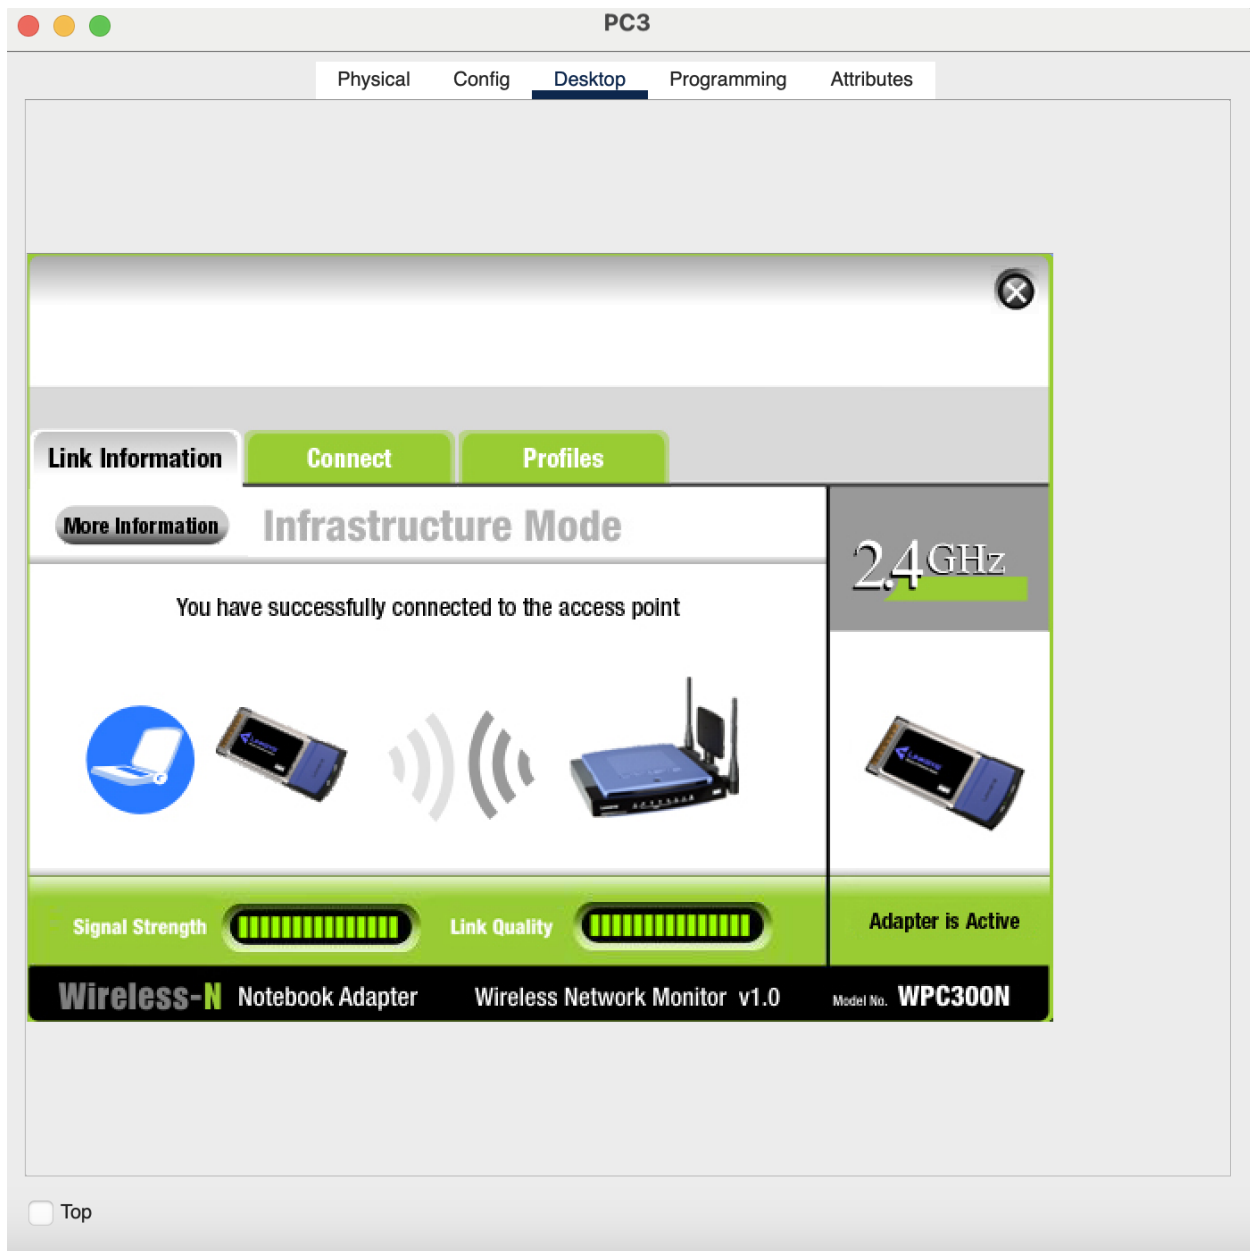 PC3
Physical Config Desktop Programming Attributes
Link Information Connect Profiles
More Information Infrastructure Mode
2.4GHz
You have successfully connected to the access point
Signal Strength Link Quality Adapter is Active
Wireless-N Notebook Adapter Wireless Network Monitor v1.0 Model No. WPC300N
Top